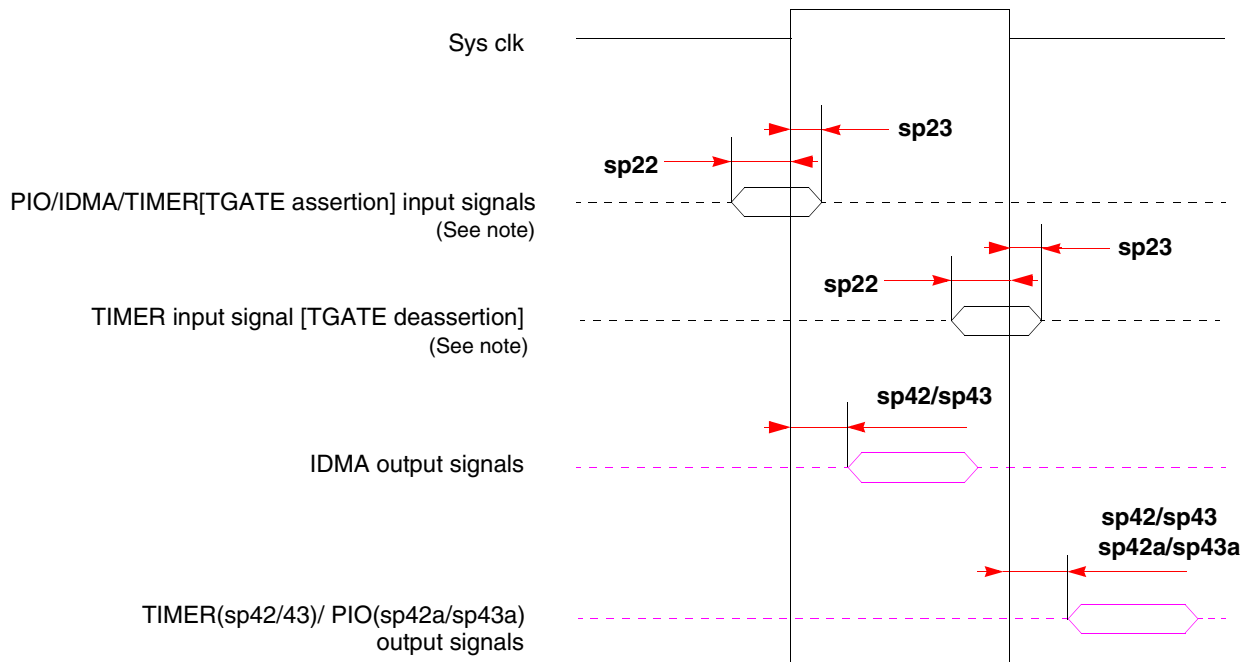 Sys clk
sp23
sp22
PIO/IDMA/TIMER[TGATE assertion] input signals
(See note)
sp23
sp22
TIMER input signal [TGATE deassertion]
(See note)
sp42/sp43
IDMA output signals
sp42/sp43
sp42a/sp43a
TIMER(sp42/43)/ PIO(sp42a/sp43a)
output signals